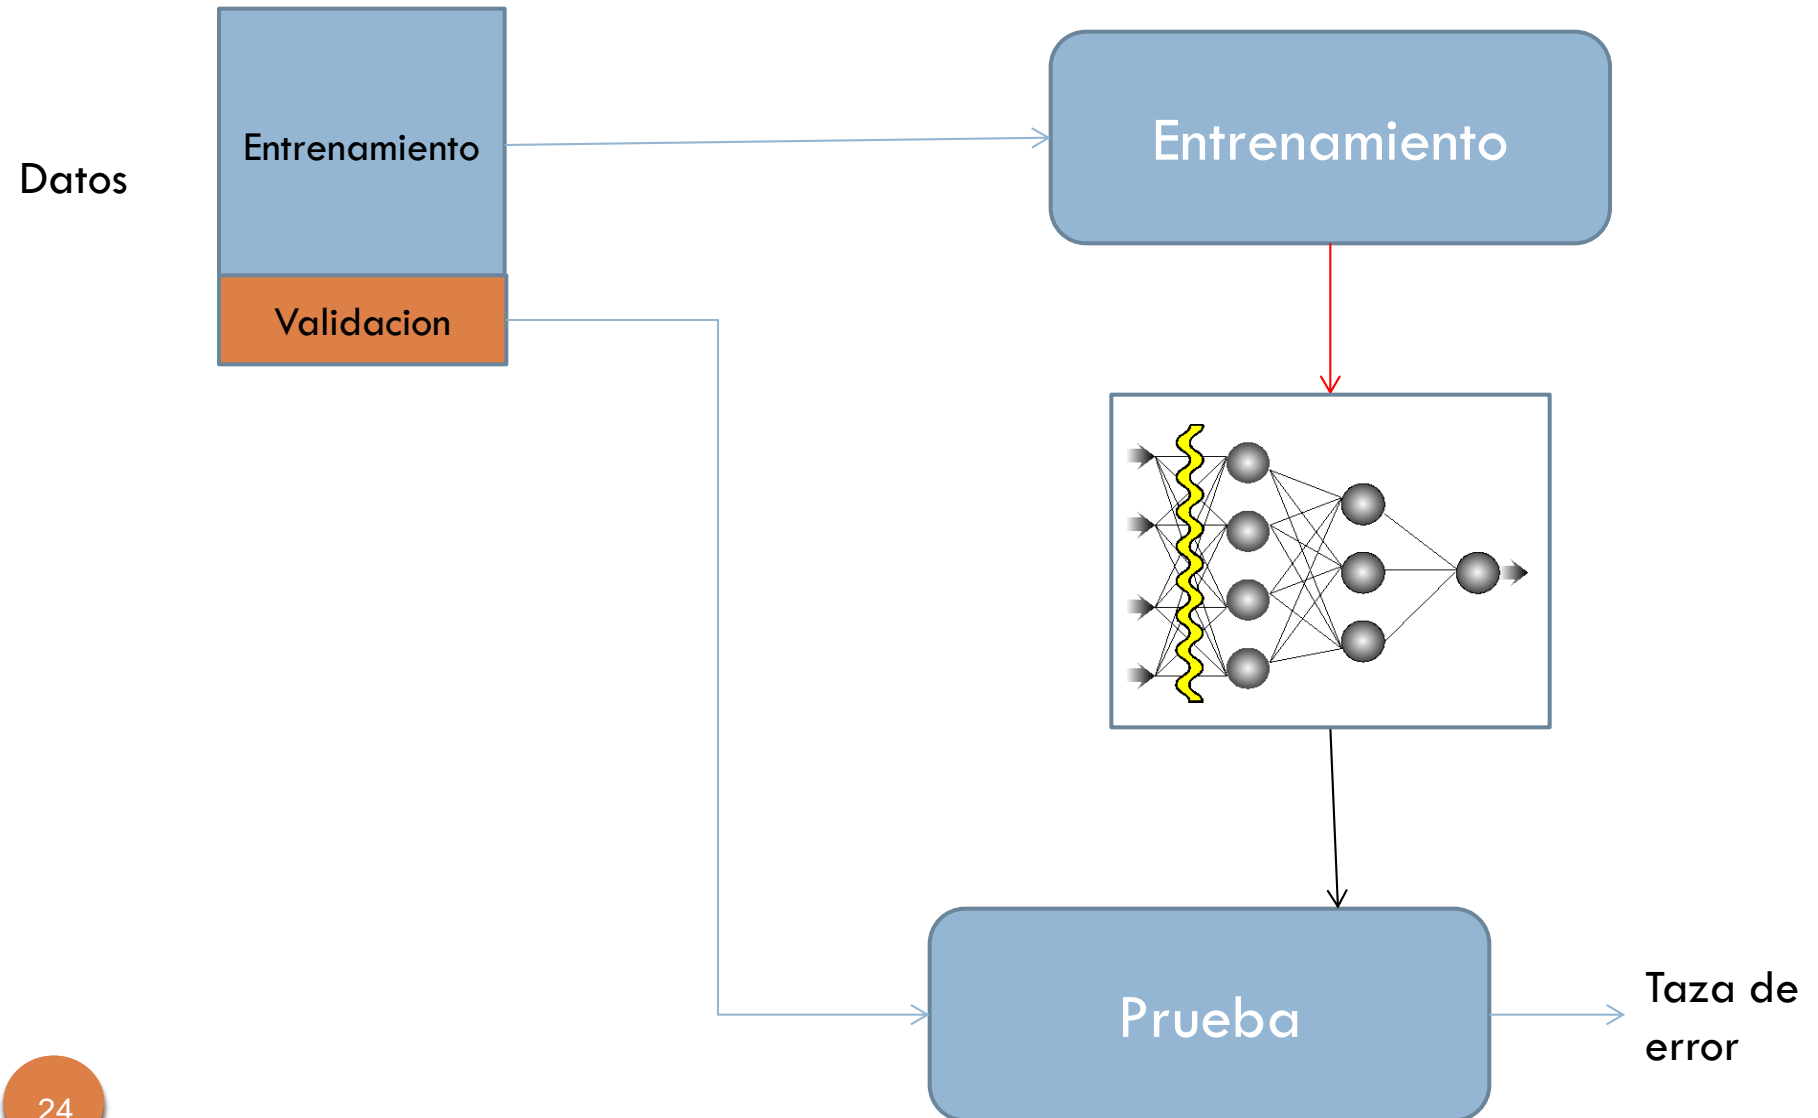 Datos
Entrenamiento
Validacion
Entrenamiento
Prueba
Taza de
error
24